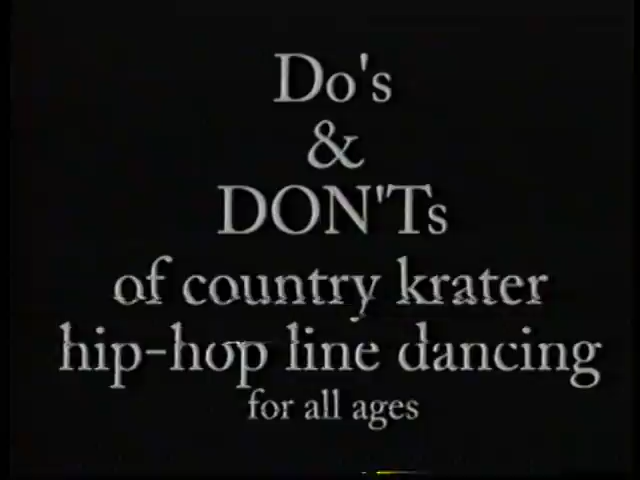 Do's
&
DON'Ts
of country krater
hip-hop line dancing
for all ages